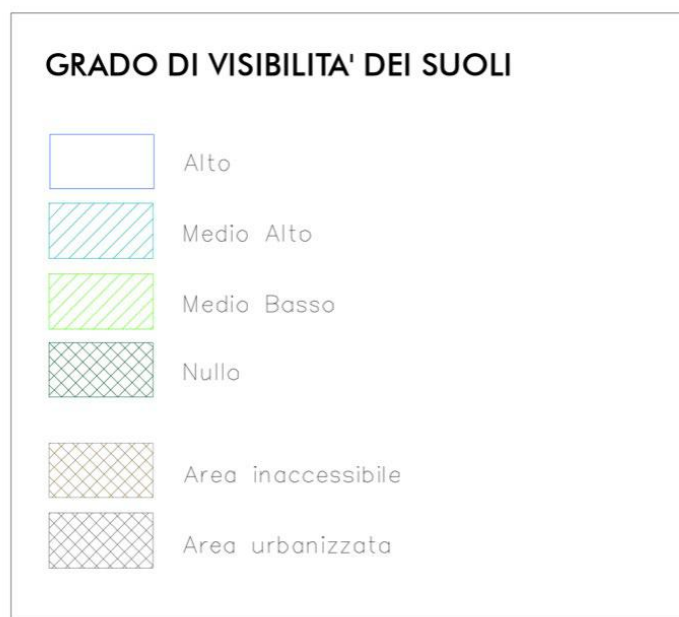 GRADO DI VISIBILITA' DEI SUOLI
Alto
Medio Alto
Medio Basso
Nullo
Area inaccessibile
Area urbanizzata